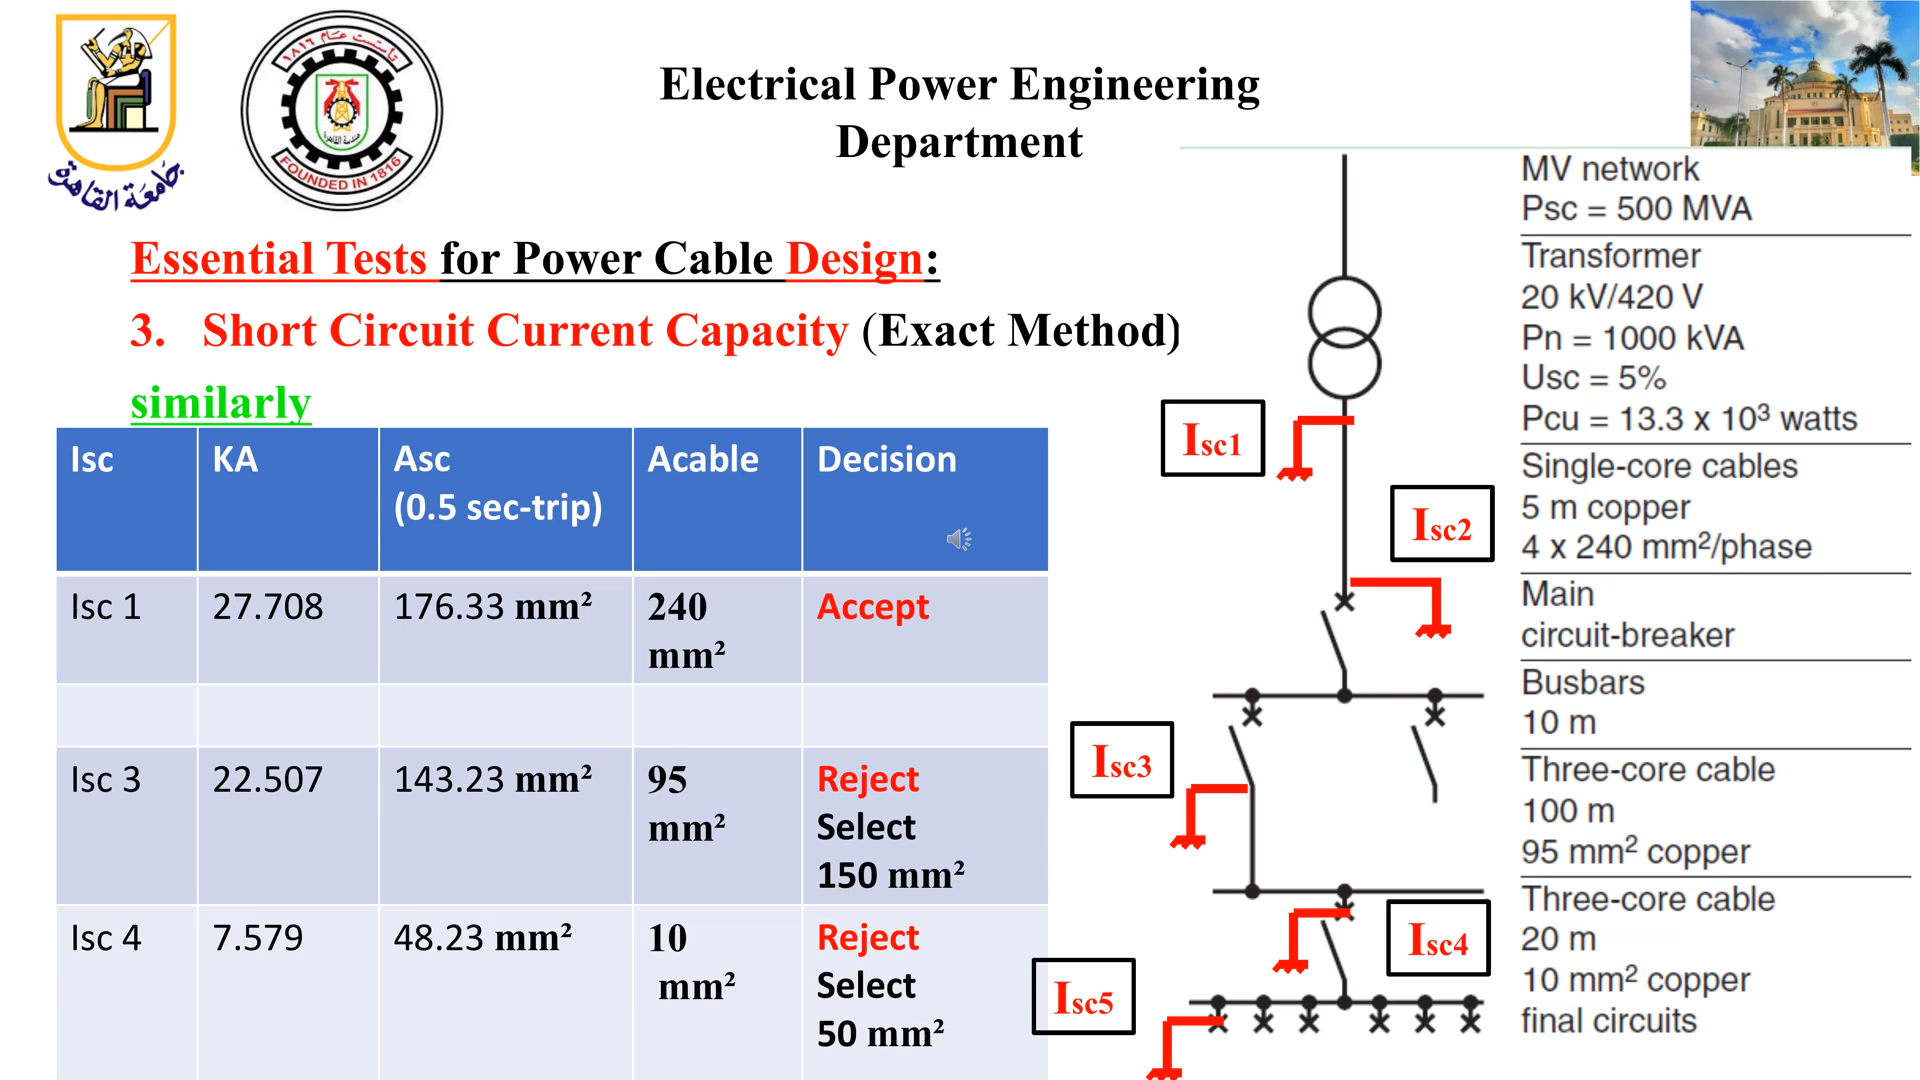 جامعة القاهرة
تأسست عام ١٨١٦
FOUNDED IN 1816
Electrical Power Engineering
Department
Essential Tests for Power Cable Design:
3. Short Circuit Current Capacity (Exact Method)
similarly
Isc KA Asc (0.5 sec-trip) Acable Decision
Isc 1 27.708 176.33 mm² 240 mm² Accept
Isc 3 22.507 143.23 mm² 95 mm² Reject Select 150 mm²
Isc 4 7.579 48.23 mm² 10 mm² Reject Select 50 mm²
Isc1
Isc2
Isc3
Isc4
Isc5
MV network
Psc = 500 MVA
Transformer
20 kV/420 V
Pn = 1000 kVA
Usc = 5%
Pcu = 13.3 x 10³ watts
Single-core cables
5 m copper
4 x 240 mm²/phase
Main
circuit-breaker
Busbars
10 m
Three-core cable
100 m
95 mm² copper
Three-core cable
20 m
10 mm² copper
final circuits